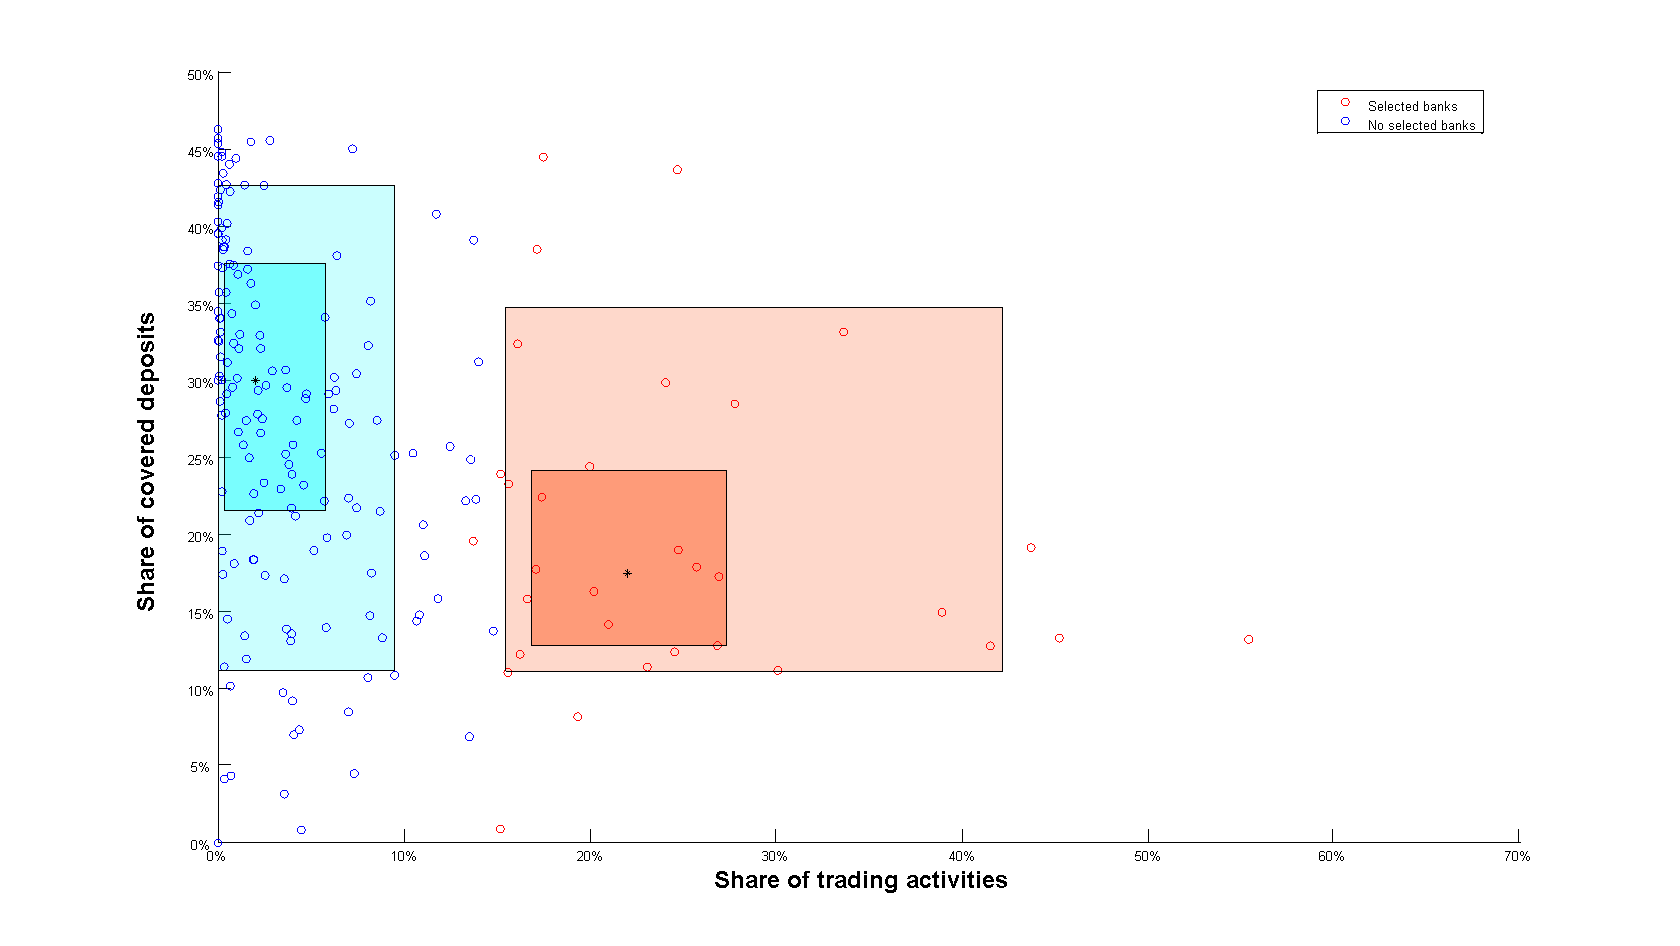 50%
Selected banks
No selected banks
45%
40%
35%
30%
25%
20%
15%
10%
5%
0%
Share of covered deposits
0% 10% 20% 30% 40% 50% 60% 70%
Share of trading activities